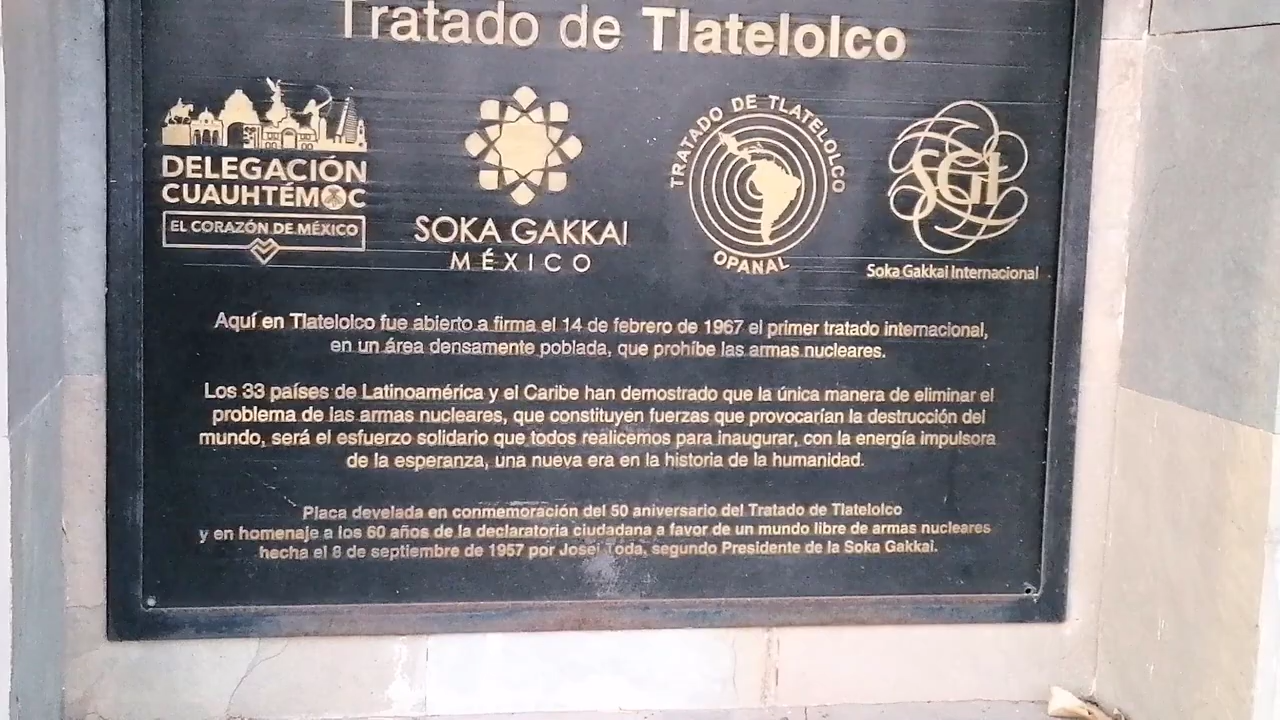 Tratado de Tlatelolco
DELEGACIÓN
CUAUHTÉMOC
EL CORAZÓN DE MÉXICO
SOKA GAKKAI
MÉXICO
TRATADO DE TLATELOLCO
OPANAL
SGI
Soka Gakkai Internacional
Aquí en Tlatelolco fue abierto a firma el 14 de febrero de 1967 el primer tratado internacional,
en un área densamente poblada, que prohíbe las armas nucleares.
Los 33 países de Latinoamérica y el Caribe han demostrado que la única manera de eliminar el
problema de las armas nucleares, que constituyen fuerzas que provocarían la destrucción del
mundo, será el esfuerzo solidario que todos realicemos para inaugurar, con la energía impulsora
de la esperanza, una nueva era en la historia de la humanidad.
Placa develada en conmemoración del 50 aniversario del Tratado de Tlatelolco
y en homenaje a los 60 años de la declaratoria ciudadana a favor de un mundo libre de armas nucleares
hecha el 8 de septiembre de 1957 por Josei Toda, segundo Presidente de la Soka Gakkai.